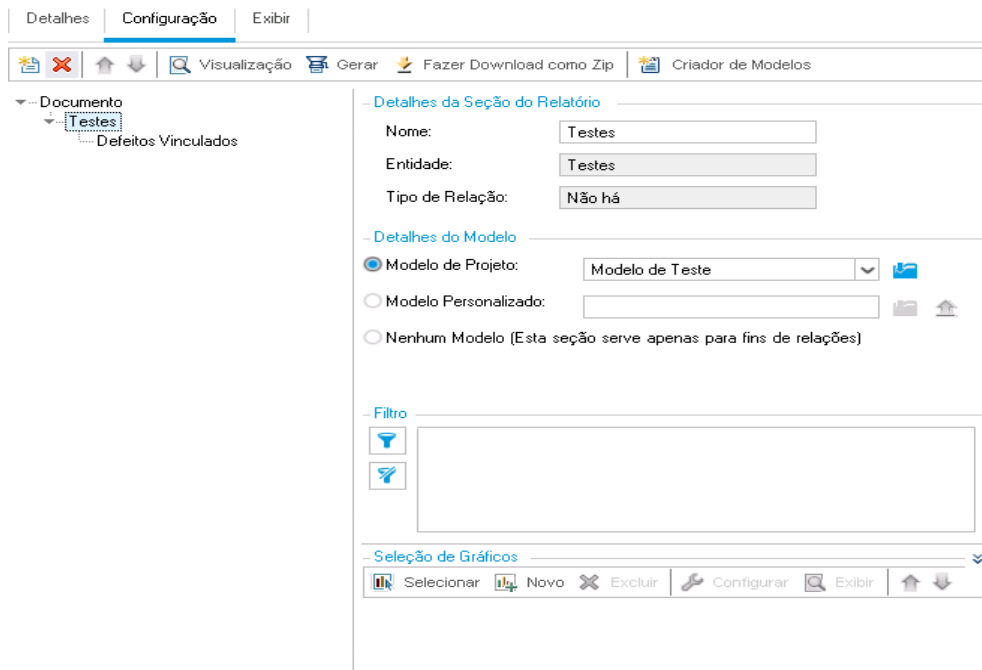 Detalhes Configuração Exibir
Visualização Gerar Fazer Download como Zip Criador de Modelos
Documento
Testes
Defeitos Vinculados
Detalhes da Seção do Relatório
Nome: Testes
Entidade: Testes
Tipo de Relação: Não há
Detalhes do Modelo
Modelo de Projeto: Modelo de Teste
Modelo Personalizado:
Nenhum Modelo (Esta seção serve apenas para fins de relações)
Filtro
Seleção de Gráficos
Selecionar Novo Excluir Configurar Exibir